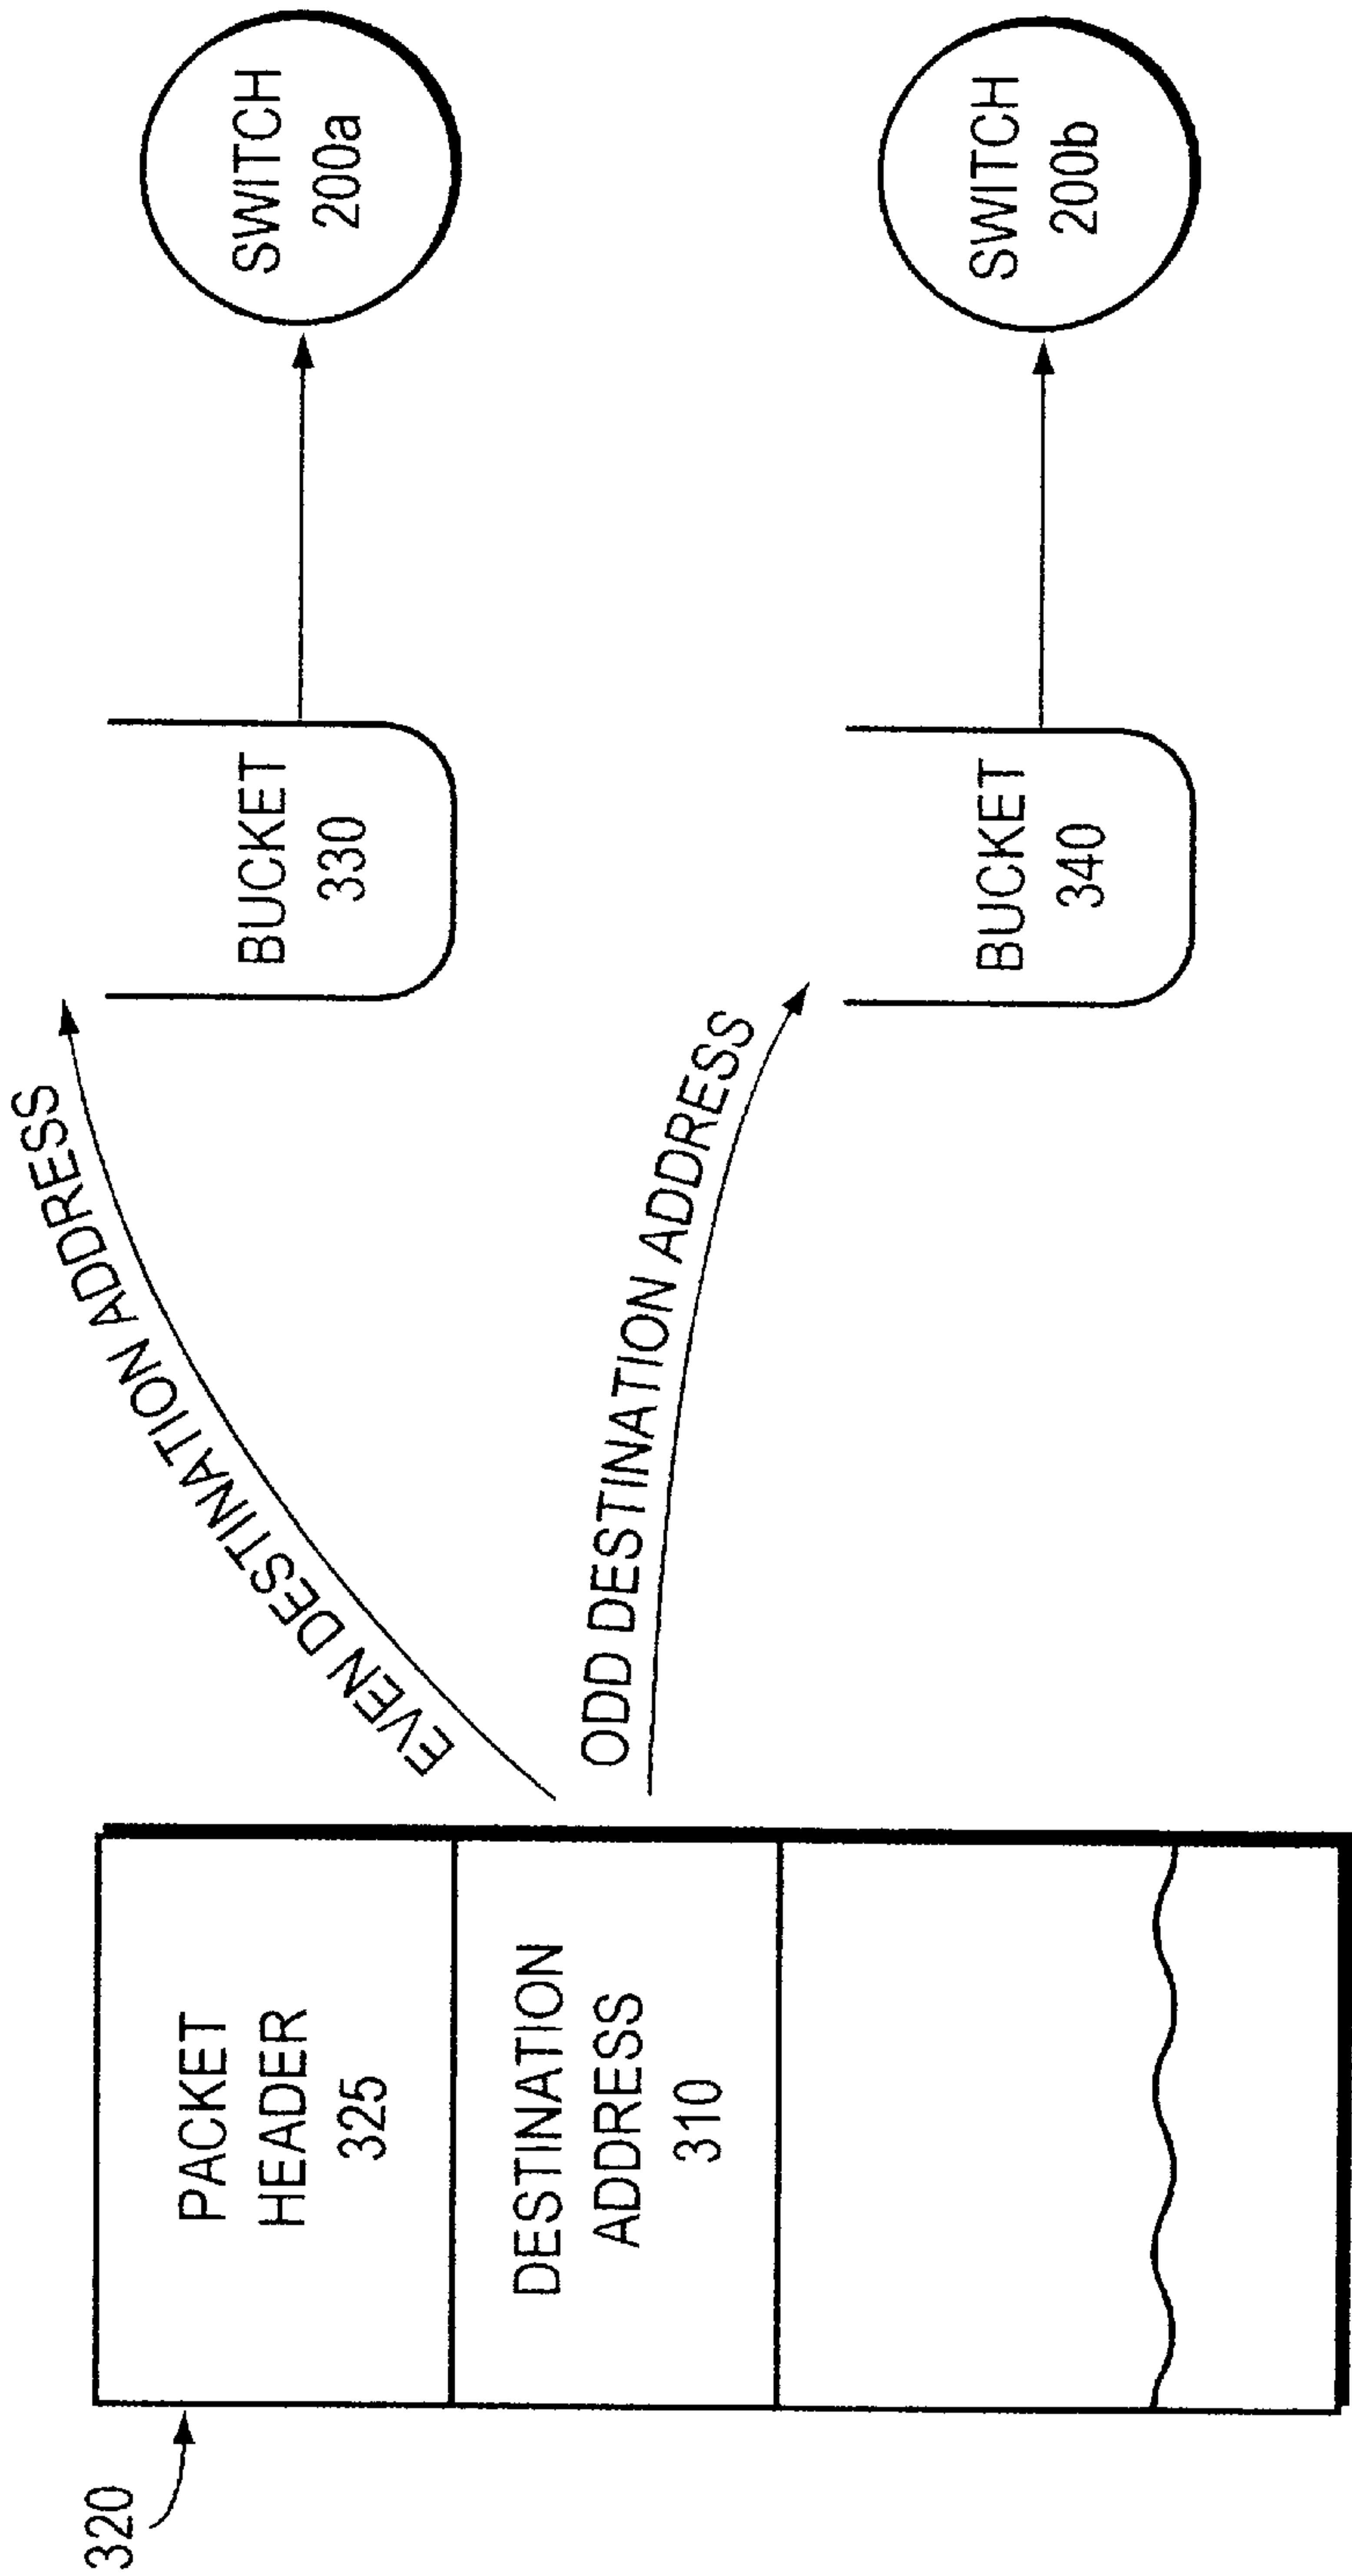 320
PACKET
HEADER
325
DESTINATION
ADDRESS
310
EVEN DESTINATION ADDRESS
ODD DESTINATION ADDRESS
BUCKET
330
BUCKET
340
SWITCH
200a
SWITCH
200b